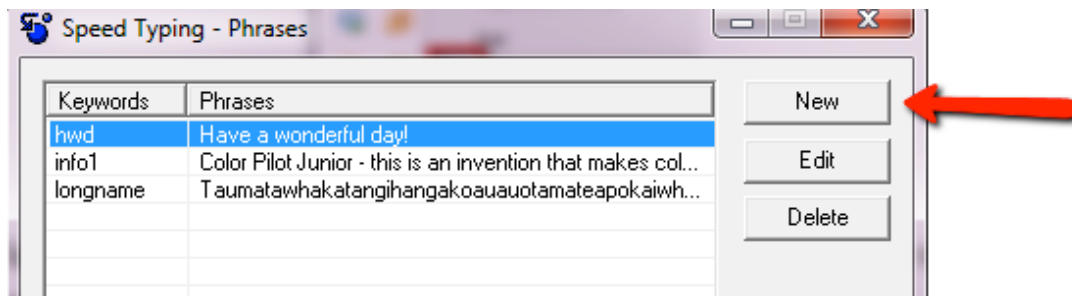 Speed Typing - Phrases
Keywords Phrases
hwd Have a wonderful day!
info1 Color Pilot Junior - this is an invention that makes col...
longname Taumatawhakatangihangakoauauotamateapokaiwh...
New
Edit
Delete